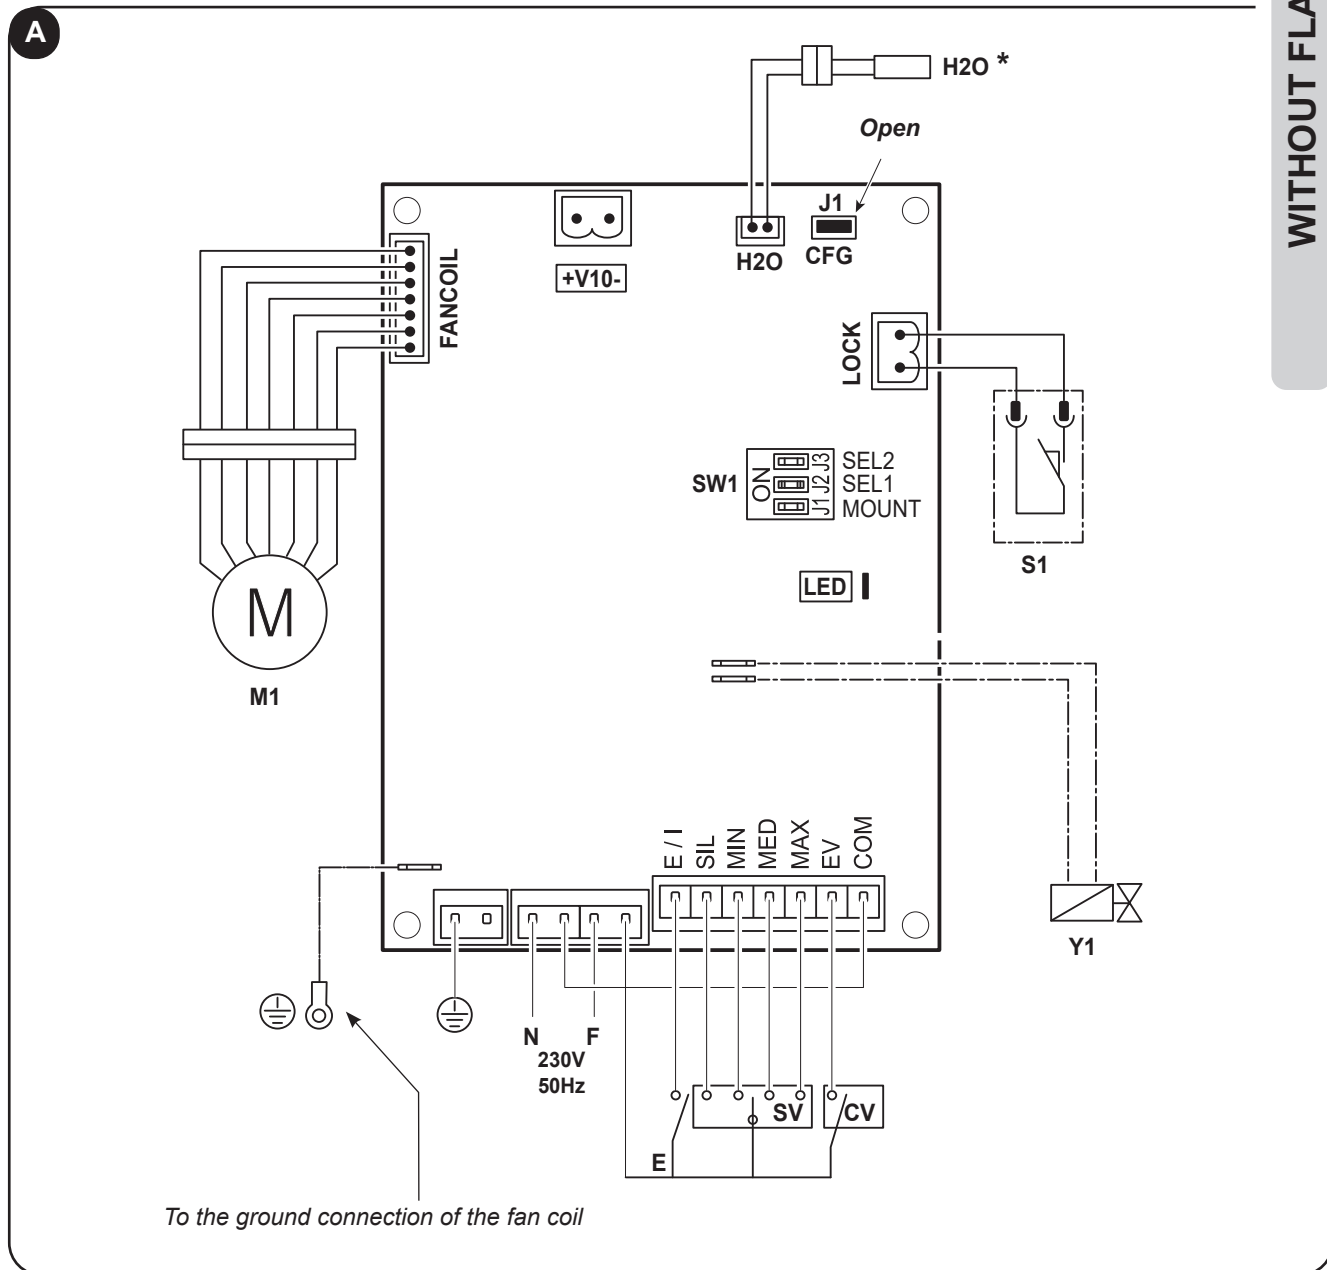 A
WITHOUT FLA
H2O *
Open
J1
H2O
CFG
+V10-
FANCOIL
LOCK
SW1
ON
J3
SEL2
J2
SEL1
J1
MOUNT
S1
LED
M
M1
E / I
SIL
MIN
MED
MAX
EV
COM
Y1
N
F
230V
50Hz
SV
CV
E
To the ground connection of the fan coil